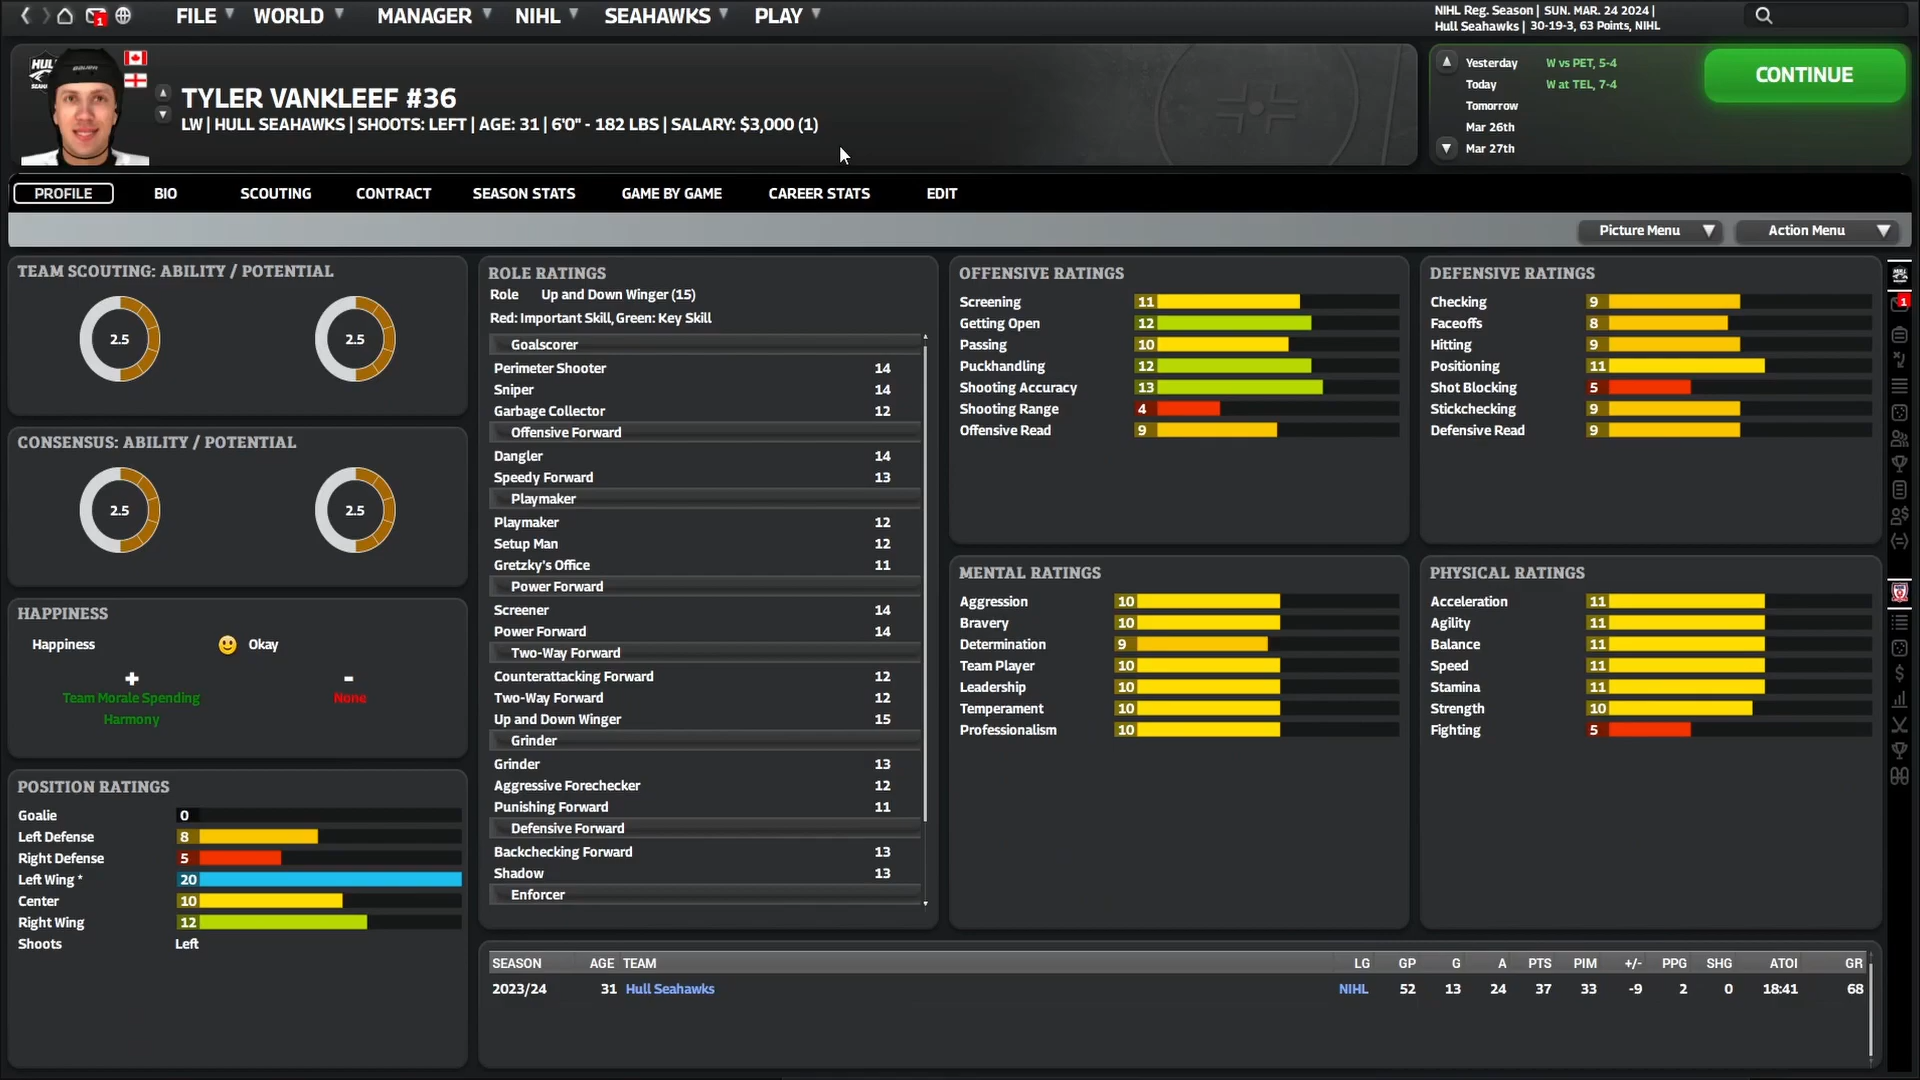 FILE WORLD MANAGER NIHL SEAHAWKS PLAY
NIHL Reg. Season | SUN. MAR. 24 2024 |
Hull Seahawks | 30-19-3, 63 Points, NIHL
1
HULL
BAUER
TYLER VANKLEEF #36
LW | HULL SEAHAWKS | SHOOTS: LEFT | AGE: 31 | 6'0" - 182 LBS | SALARY: $3,000 (1)
Yesterday W vs PET, 5-4
Today W at TEL, 7-4
Tomorrow
Mar 26th
Mar 27th
CONTINUE
PROFILE BIO SCOUTING CONTRACT SEASON STATS GAME BY GAME CAREER STATS EDIT
Picture Menu Action Menu
TEAM SCOUTING: ABILITY / POTENTIAL
2.5 2.5
CONSENSUS: ABILITY / POTENTIAL
2.5 2.5
HAPPINESS
Happiness Okay
+ -
Team Morale Spending None
Harmony
POSITION RATINGS
Goalie 0
Left Defense 8
Right Defense 5
Left Wing * 20
Center 10
Right Wing 12
Shoots Left
ROLE RATINGS
Role Up and Down Winger (15)
Red: Important Skill, Green: Key Skill
Goalscorer
Perimeter Shooter 14
Sniper 14
Garbage Collector 12
Offensive Forward
Dangler 14
Speedy Forward 13
Playmaker
Playmaker 12
Setup Man 12
Gretzky's Office 11
Power Forward
Screener 14
Power Forward 14
Two-Way Forward
Counterattacking Forward 12
Two-Way Forward 12
Up and Down Winger 15
Grinder
Grinder 13
Aggressive Forechecker 12
Punishing Forward 11
Defensive Forward
Backchecking Forward 13
Shadow 13
Enforcer
OFFENSIVE RATINGS
Screening 11
Getting Open 12
Passing 10
Puckhandling 12
Shooting Accuracy 13
Shooting Range 4
Offensive Read 9
DEFENSIVE RATINGS
Checking 9
Faceoffs 8
Hitting 9
Positioning 11
Shot Blocking 5
Stickchecking 9
Defensive Read 9
MENTAL RATINGS
Aggression 10
Bravery 10
Determination 9
Team Player 10
Leadership 10
Temperament 10
Professionalism 10
PHYSICAL RATINGS
Acceleration 11
Agility 11
Balance 11
Speed 11
Stamina 11
Strength 10
Fighting 5
1
SEASON AGE TEAM LG GP G A PTS PIM +/- PPG SHG ATOI GR
2023/24 31 Hull Seahawks NIHL 52 13 24 37 33 -9 2 0 18:41 68